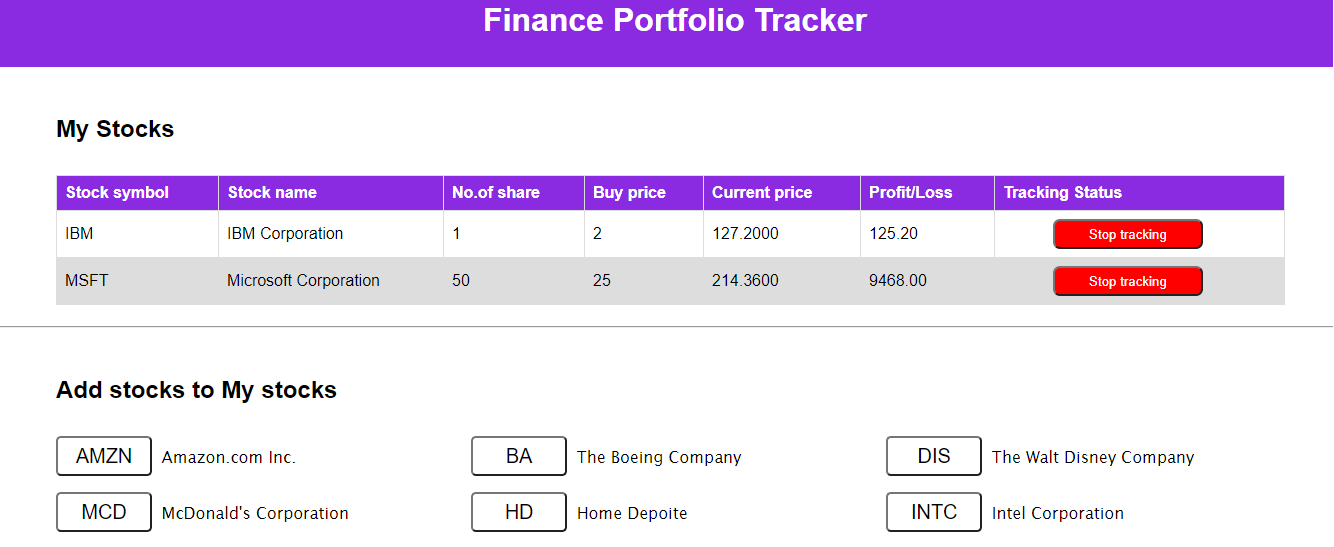 Finance Portfolio Tracker
My Stocks
Stock symbol Stock name No.of share Buy price Current price Profit/Loss Tracking Status
IBM IBM Corporation 1 2 127.2000 125.20 Stop tracking
MSFT Microsoft Corporation 50 25 214.3600 9468.00 Stop tracking
Add stocks to My stocks
AMZN Amazon.com Inc. BA The Boeing Company DIS The Walt Disney Company
MCD McDonald's Corporation HD Home Depoite INTC Intel Corporation